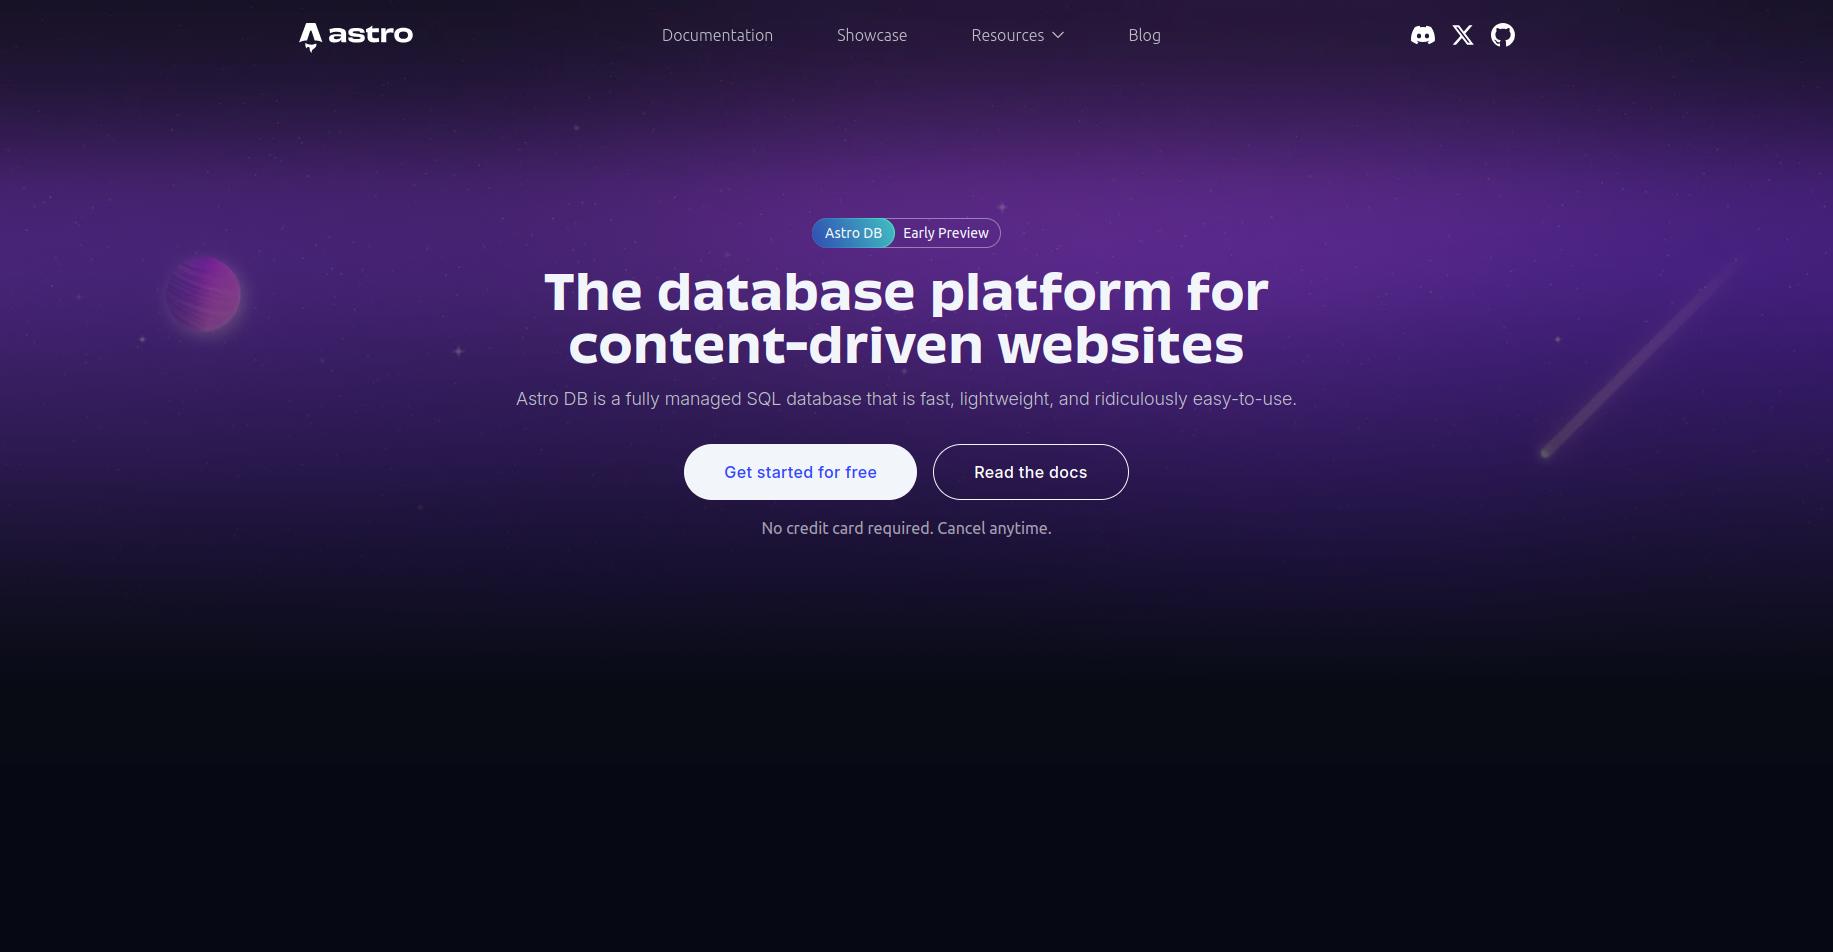 astro
Documentation
Showcase
Resources
Blog
Astro DB Early Preview
The database platform for
content-driven websites
Astro DB is a fully managed SQL database that is fast, lightweight, and ridiculously easy-to-use.
Get started for free
Read the docs
No credit card required. Cancel anytime.